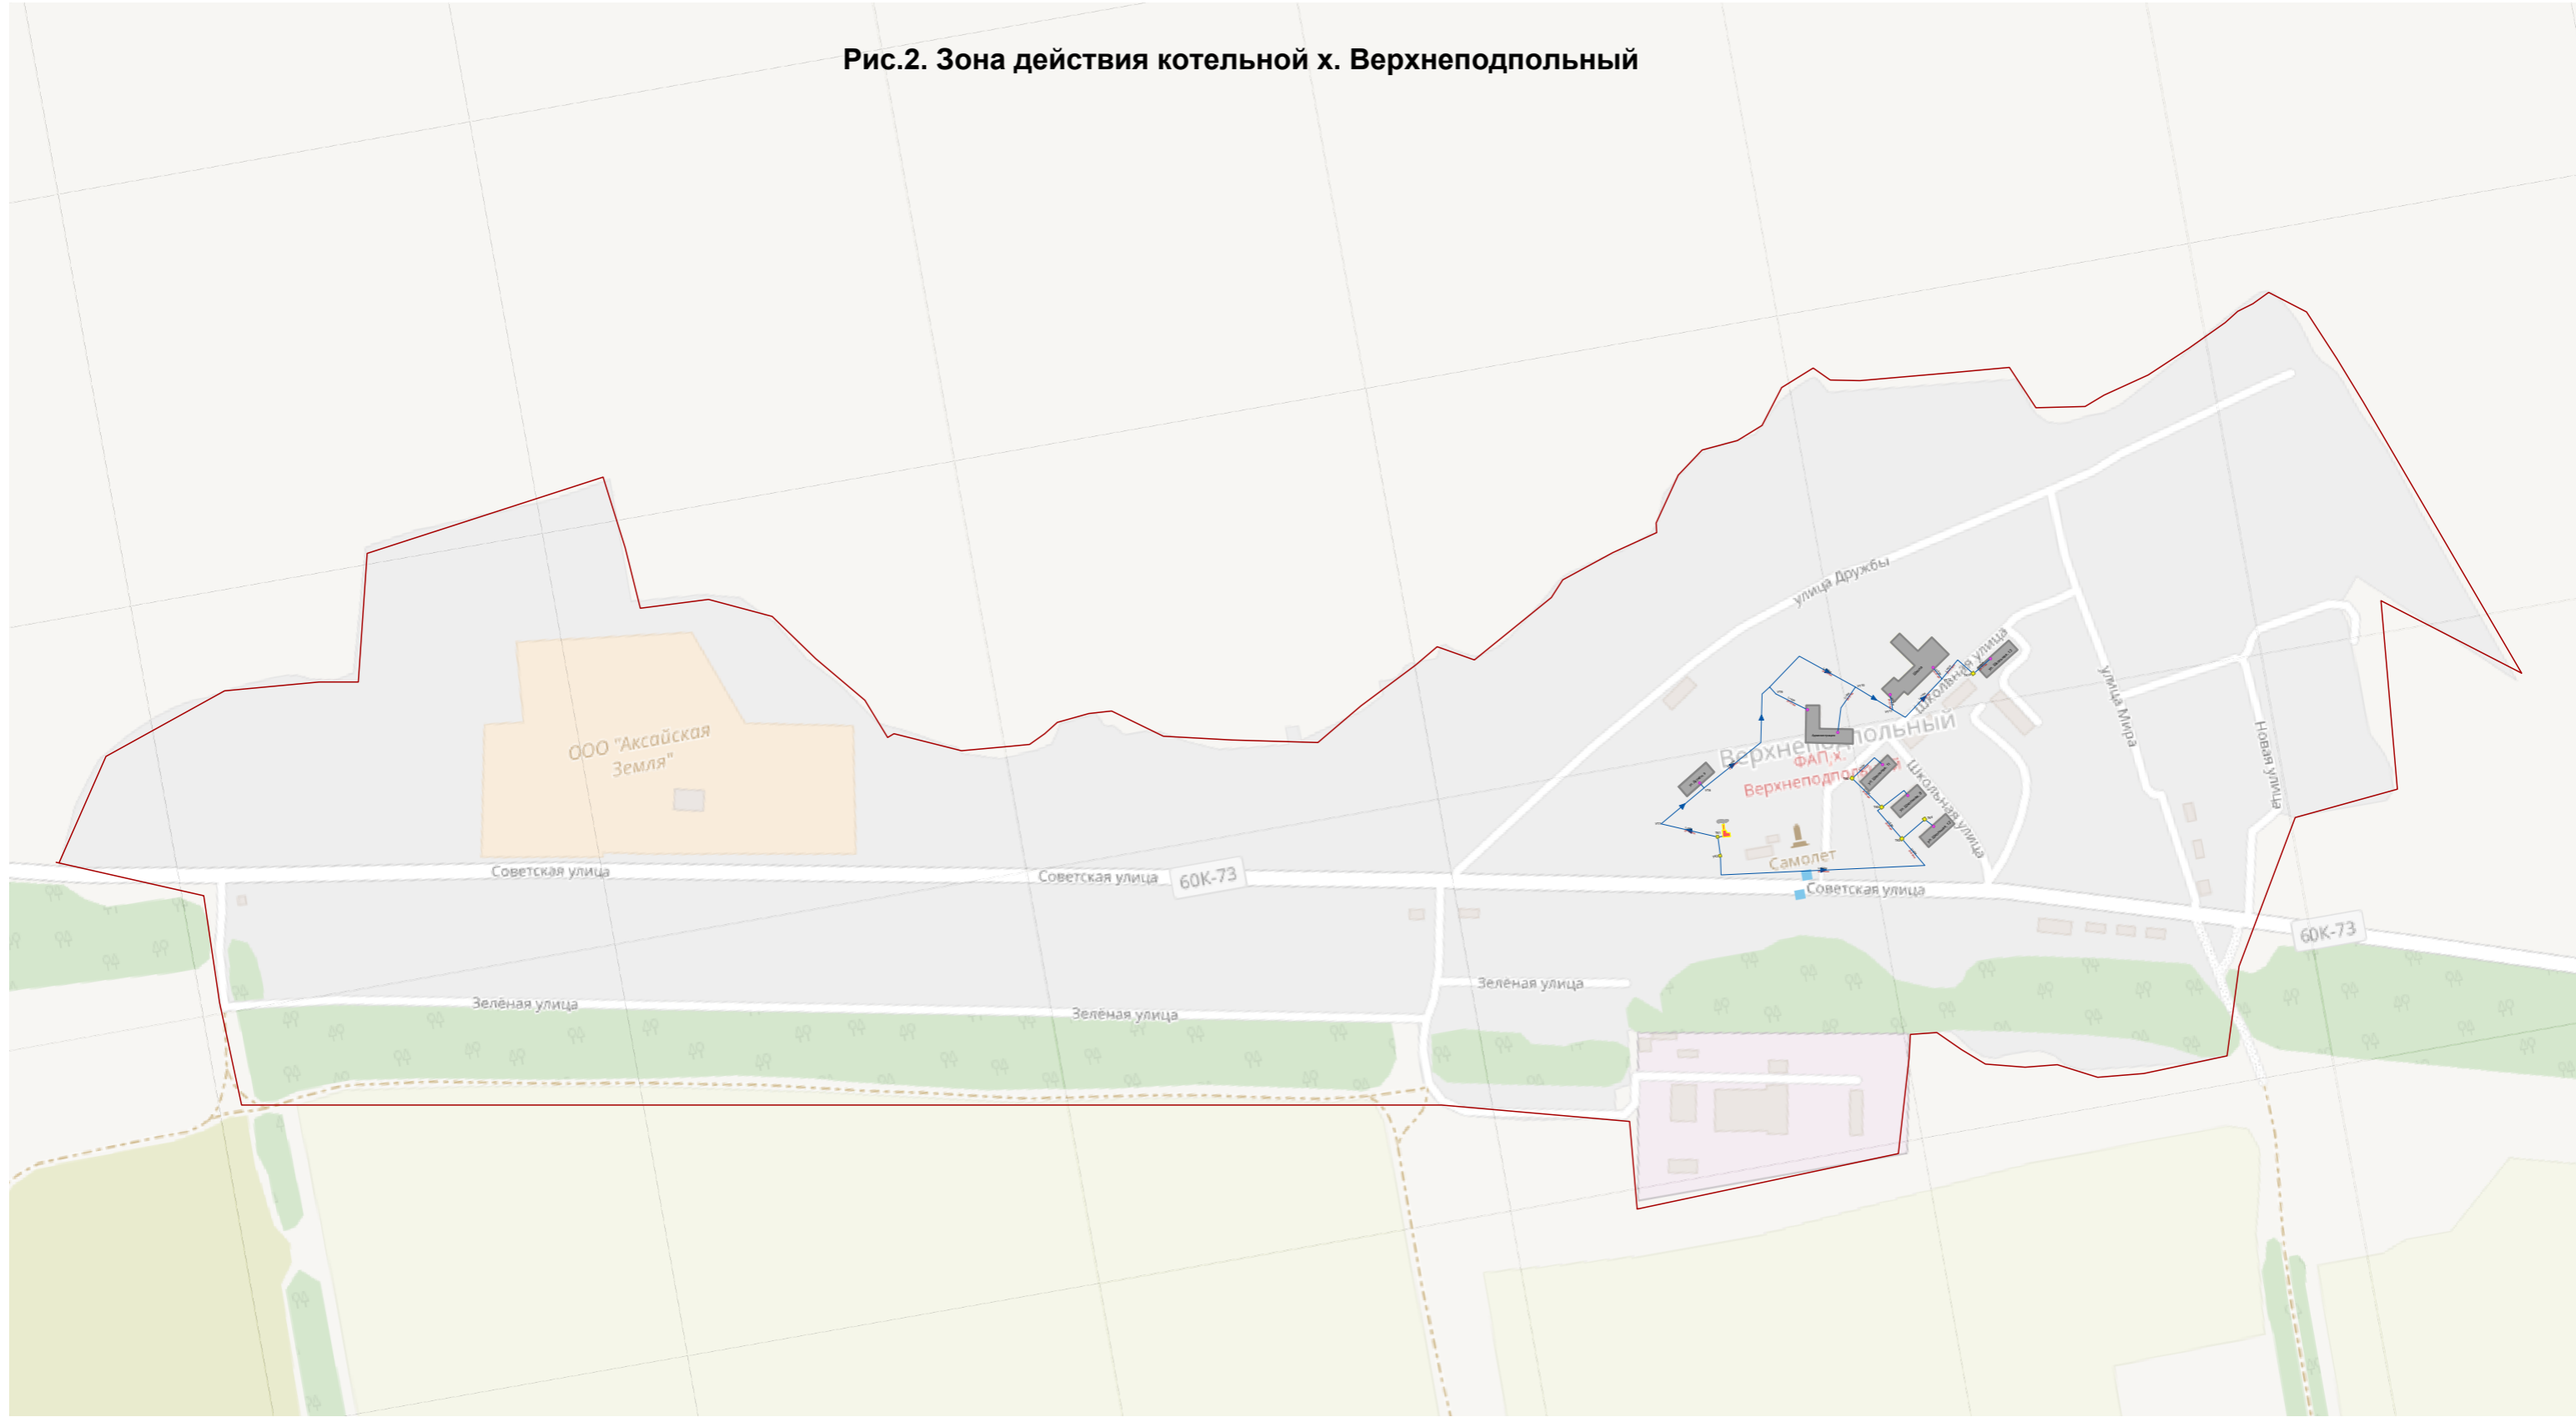 Рис.2. Зона действия котельной х. Верхнеподпольный
улица Дружбы
Школьная улица
улица Мира
Новая улица
ООО "Аксайская
Земля"
Верхнеподпольный
ФАП х.
Верхнеподпольный
Школьная улица
Самолет
Советская улица
Советская улица
60К-73
Советская улица
60К-73
Зелёная улица
Зелёная улица
Зелёная улица